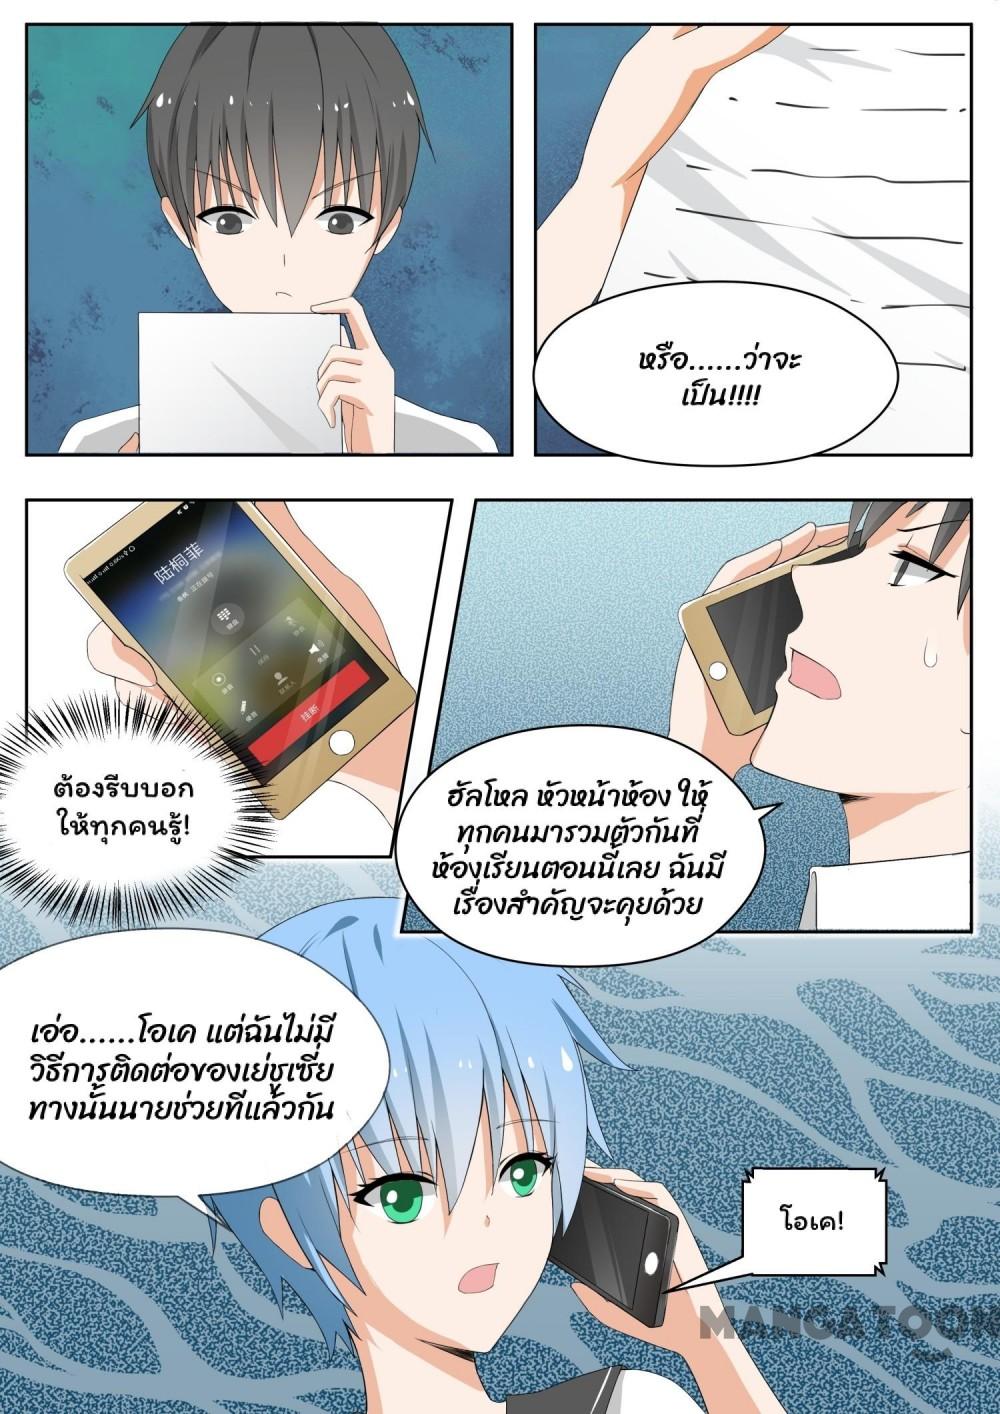 หรือ......ว่าจะ
เป็น!!!!
陆桐菲
挂断
ต้องรีบบอก
ให้ทุกคนรู้!
ฮัลโหล หัวหน้าห้อง ให้
ทุกคนมารวมตัวกันที่
ห้องเรียนตอนนี้เลย ฉันมี
เรื่องสำคัญจะคุยด้วย
เอ่อ......โอเค แต่ฉันไม่มี
วิธีการติดต่อของเย่ชูเซี่ย
ทางนั้นนายช่วยทีแล้วกัน
โอเค!
MANGATOON